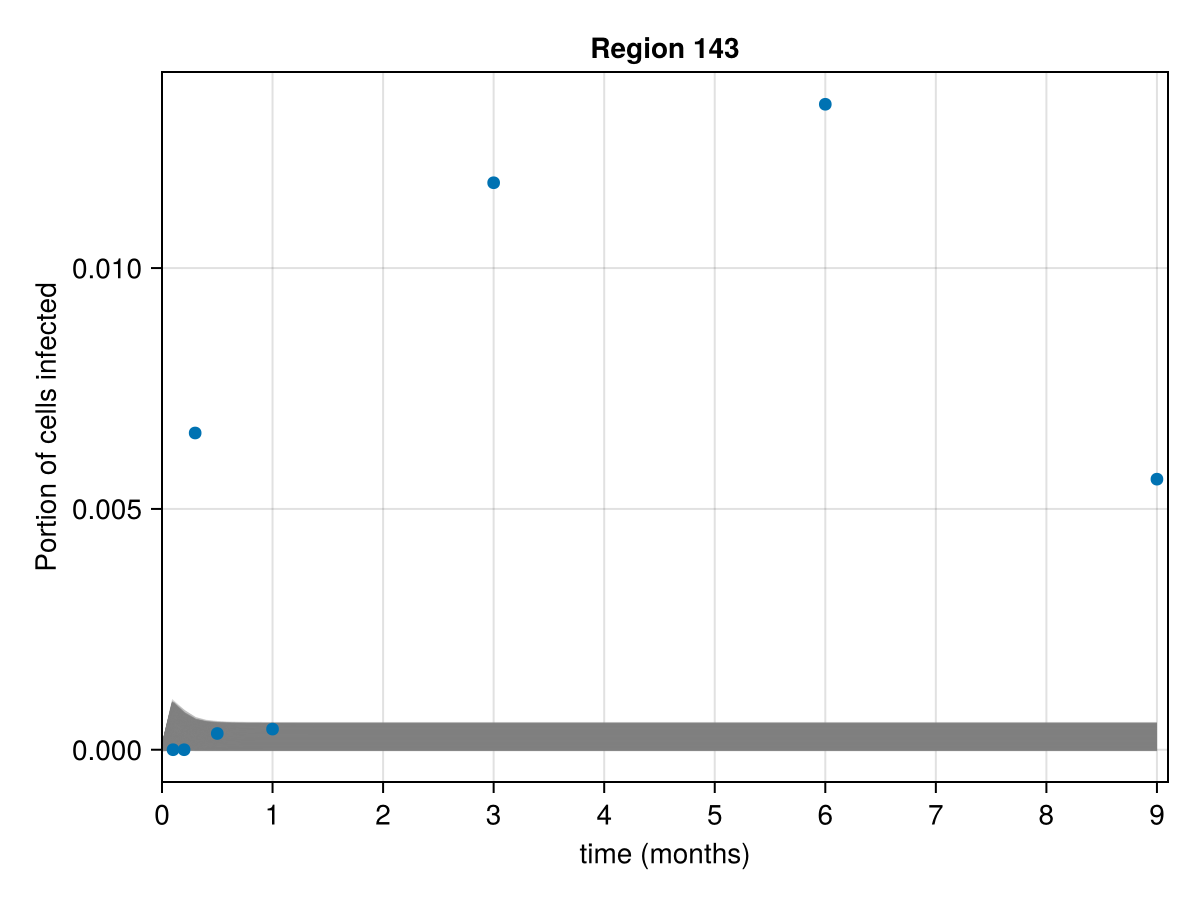 Region 143
Portion of cells infected
0.010
0.005
0.000
0 1 2 3 4 5 6 7 8 9
time (months)